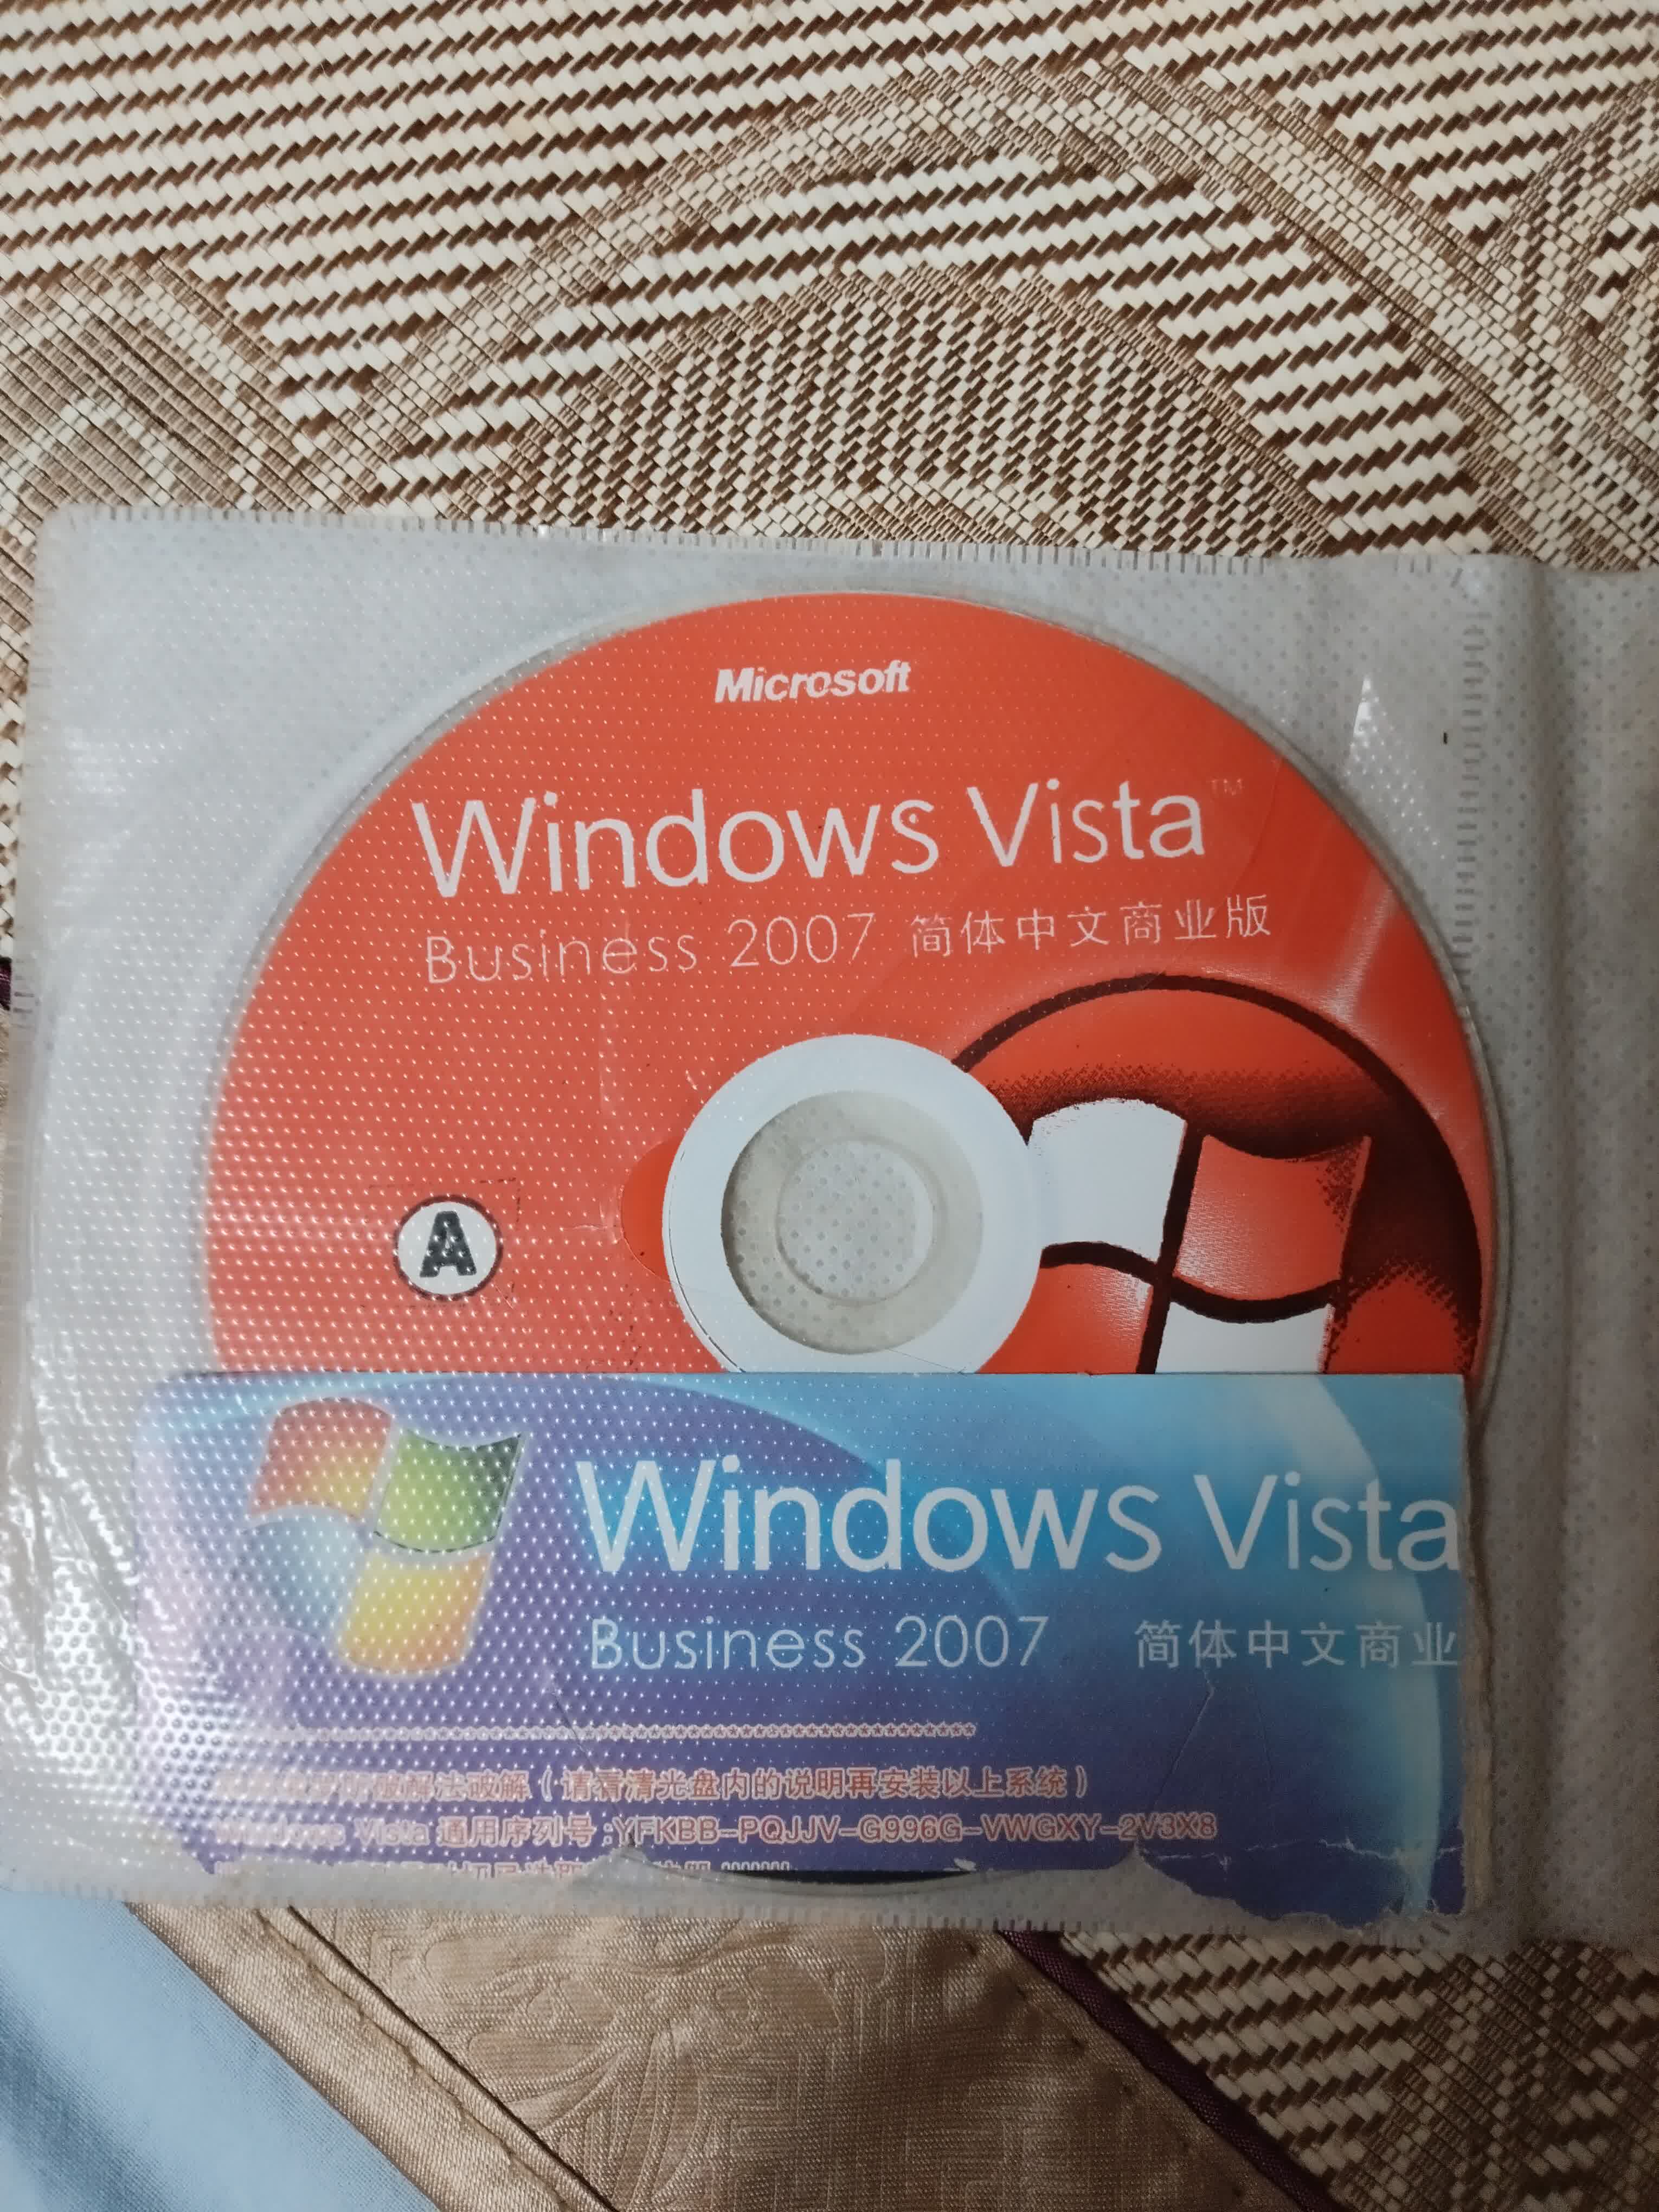 Microsoft
Windows Vista™
Business 2007 简体中文商业版
A
Windows Vista
Business 2007 简体中文商业
破解法破解（请看清光盘内的说明再安装以上系统）
Windows Vista 通用序列号:YFKBB-PQJJV-G996G-VWGXY-2V3X8